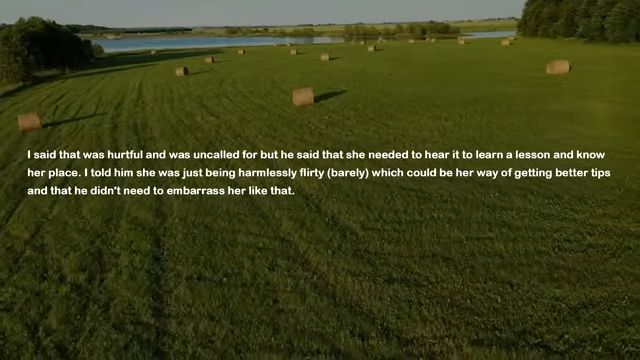 I said that was hurtful and was uncalled for but he said that she needed to hear it to learn a lesson and know
her place. I told him she was just being harmlessly flirty (barely) which could be her way of getting better tips
and that he didn't need to embarrass her like that.